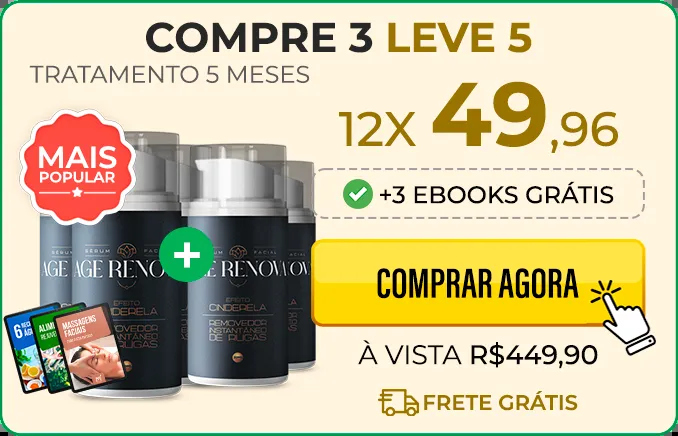 COMPRE 3 LEVE 5
TRATAMENTO 5 MESES
12X 49,96
MAIS
POPULAR
+3 EBOOKS GRÁTIS
SÉRUM FACIAL
AGE RENOV
EFEITO
CINDERELA
REMOVEDOR
INSTANTÂNEO
DE RUGAS
COMPRAR AGORA
MASSAGENS
FACIAIS
À VISTA R$449,90
FRETE GRÁTIS